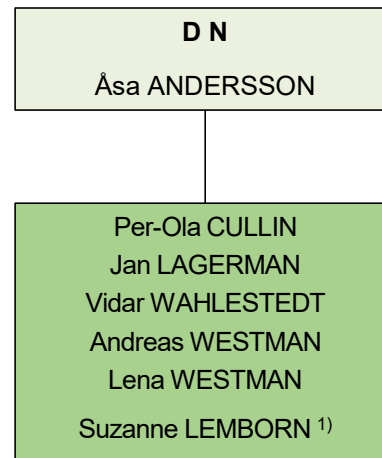 D N
Åsa ANDERSSON
Per-Ola CULLIN
Jan LAGERMAN
Vidar WAHLESTEDT
Andreas WESTMAN
Lena WESTMAN
Suzanne LEMBORN 1)